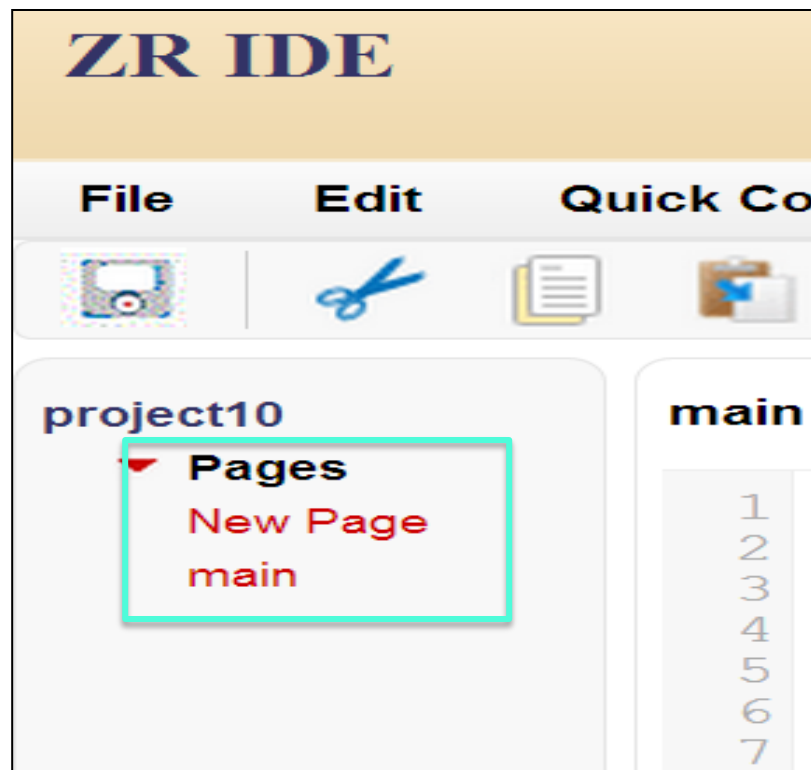 ZR IDE
File Edit Quick Co
project10
Pages
New Page
main
main
1
2
3
4
5
6
7